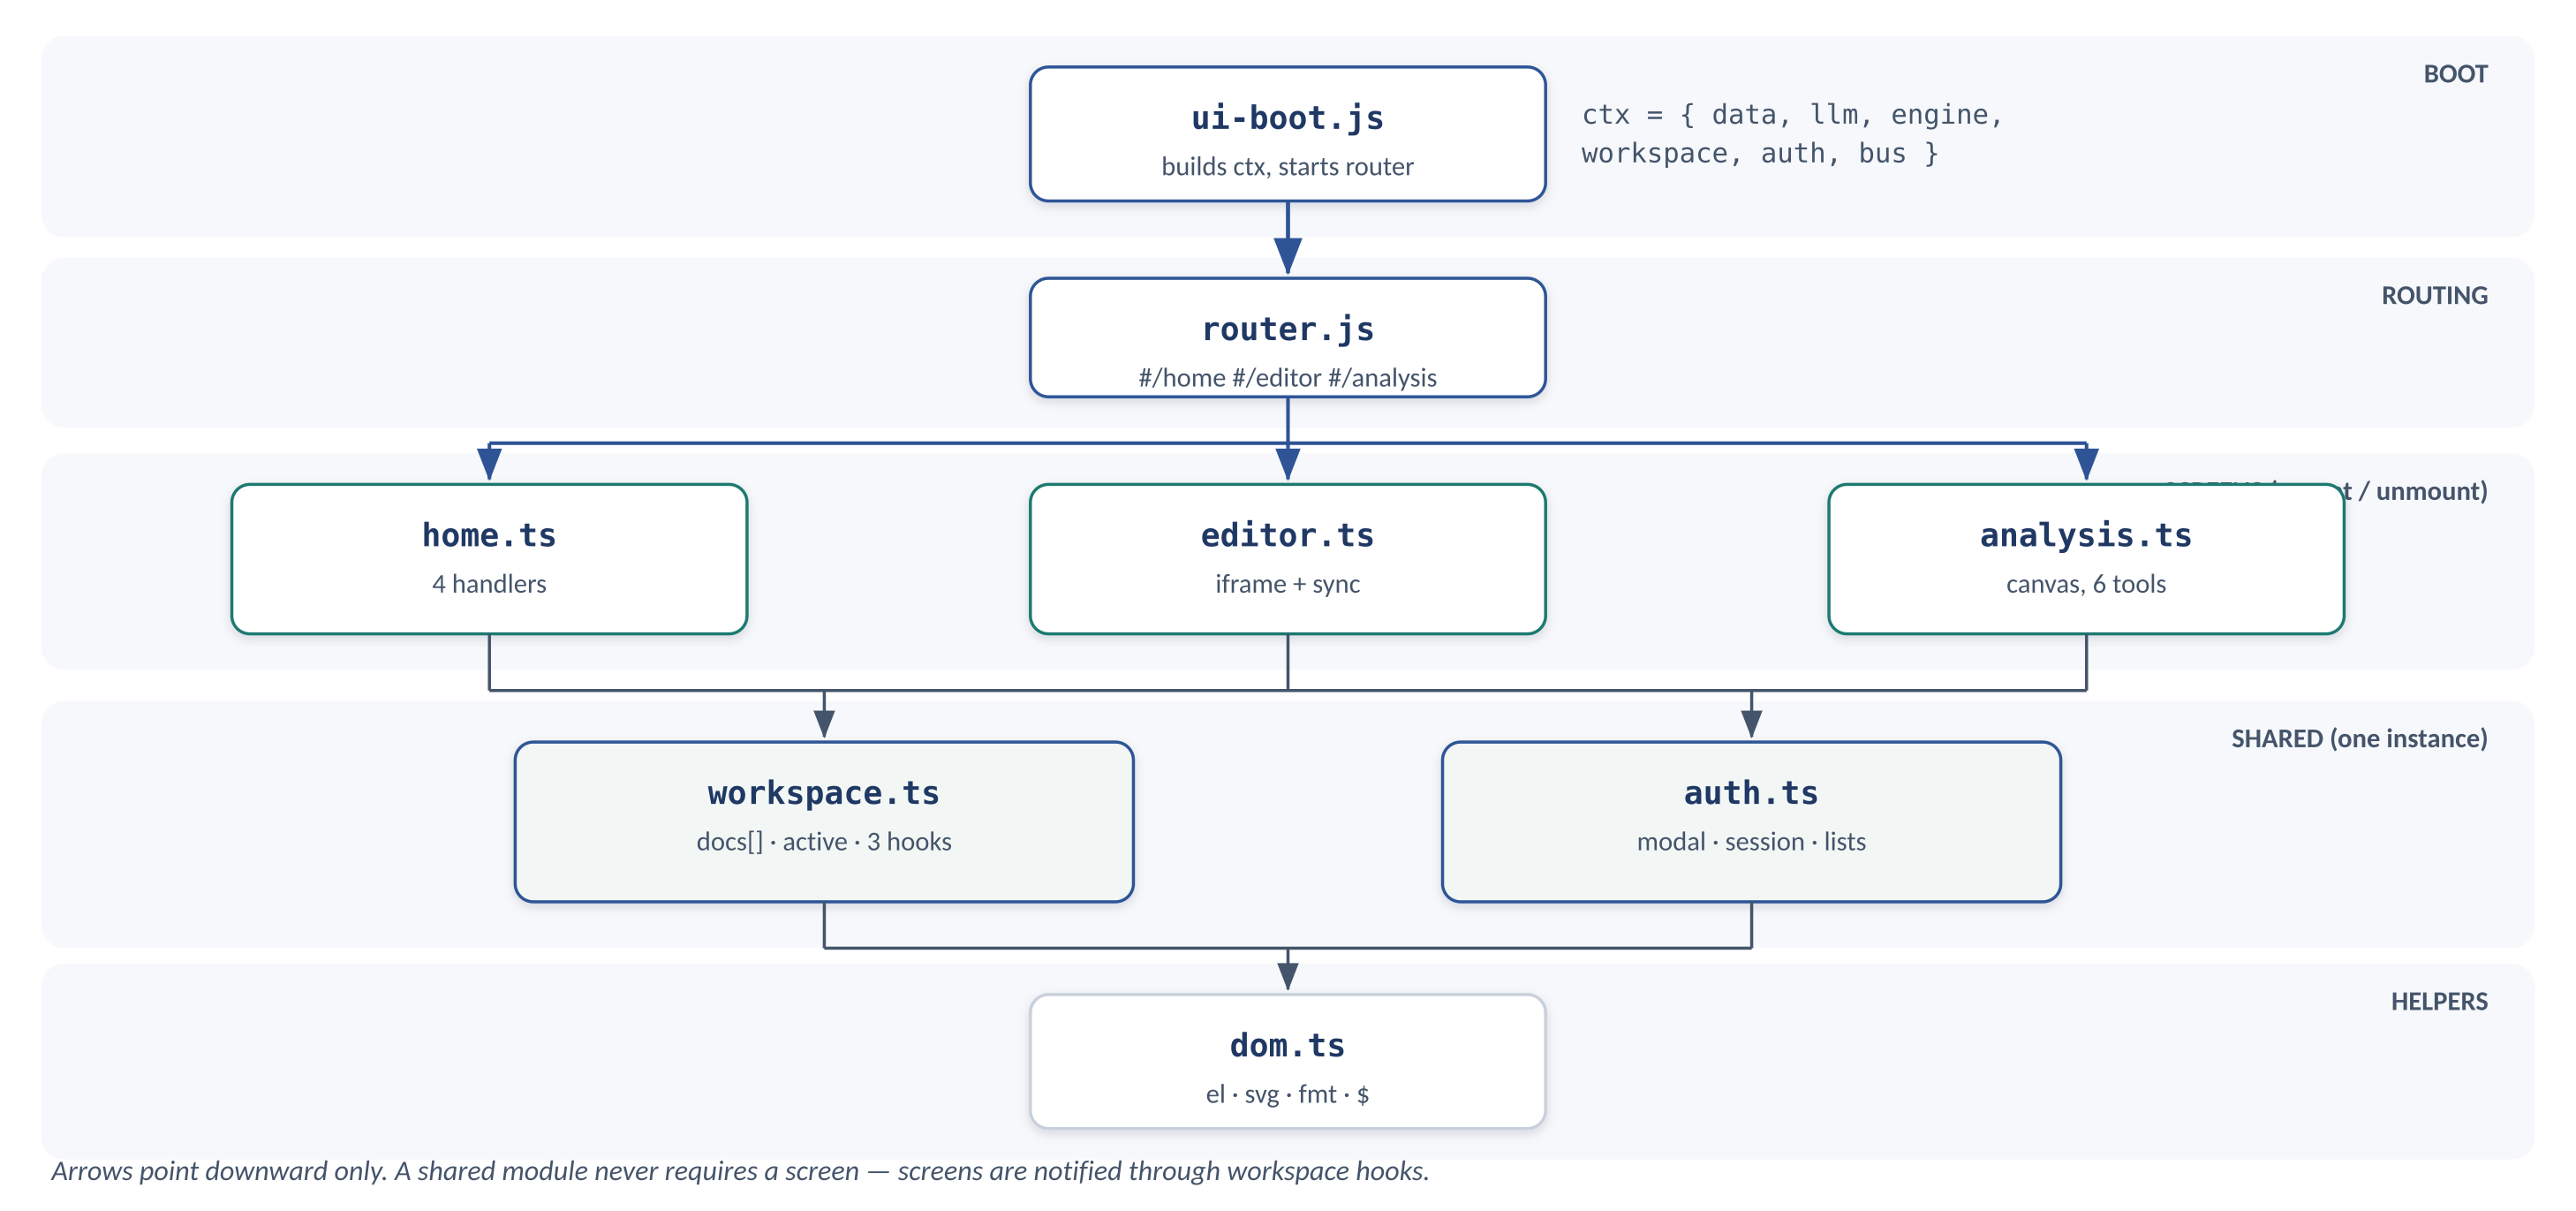 BOOT
ui-boot.js
builds ctx, starts router
ctx = { data, llm, engine,
workspace, auth, bus }
ROUTING
router.js
#/home #/editor #/analysis
/ unmount)
home.ts
4 handlers
editor.ts
iframe + sync
analysis.ts
canvas, 6 tools
SHARED (one instance)
workspace.ts
docs[] · active · 3 hooks
auth.ts
modal · session · lists
HELPERS
dom.ts
el · svg · fmt · $
Arrows point downward only. A shared module never requires a screen — screens are notified through workspace hooks.